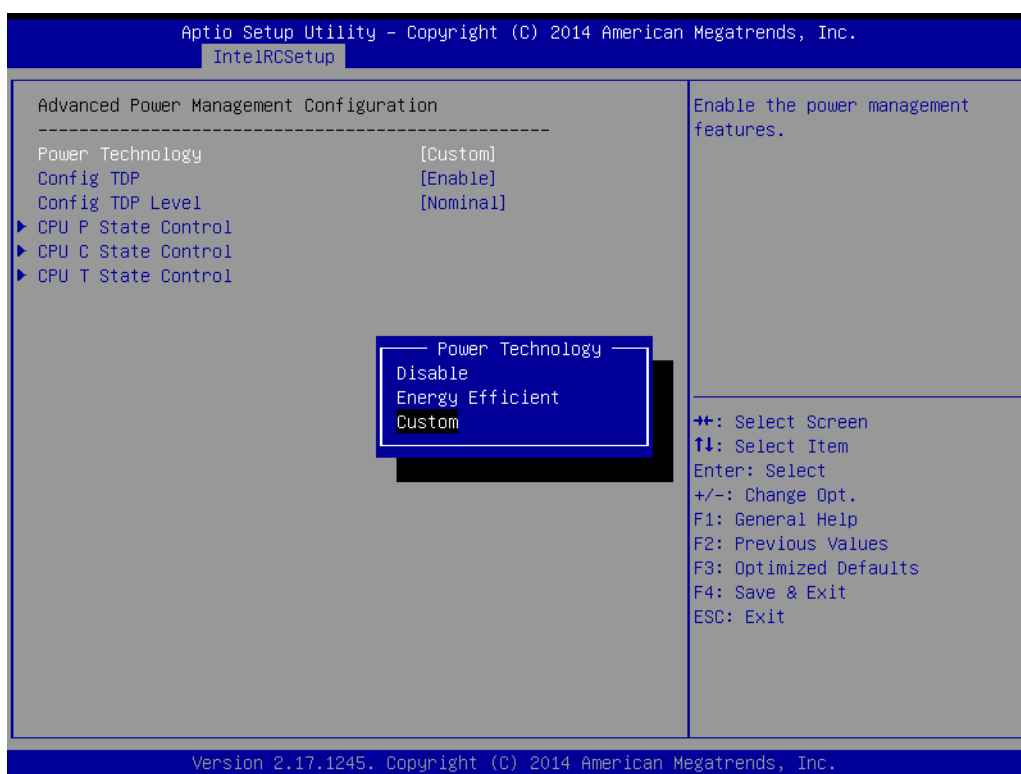 Aptio Setup Utility – Copyright (C) 2014 American Megatrends, Inc.
IntelRCSetup
Advanced Power Management Configuration
--------------------------------------------------
Power Technology [Custom]
Config TDP [Enable]
Config TDP Level [Nominal]
CPU P State Control
CPU C State Control
CPU T State Control
Power Technology
Disable
Energy Efficient
Custom
Enable the power management
features.
→←: Select Screen
↑↓: Select Item
Enter: Select
+/-: Change Opt.
F1: General Help
F2: Previous Values
F3: Optimized Defaults
F4: Save & Exit
ESC: Exit
Version 2.17.1245. Copyright (C) 2014 American Megatrends, Inc.